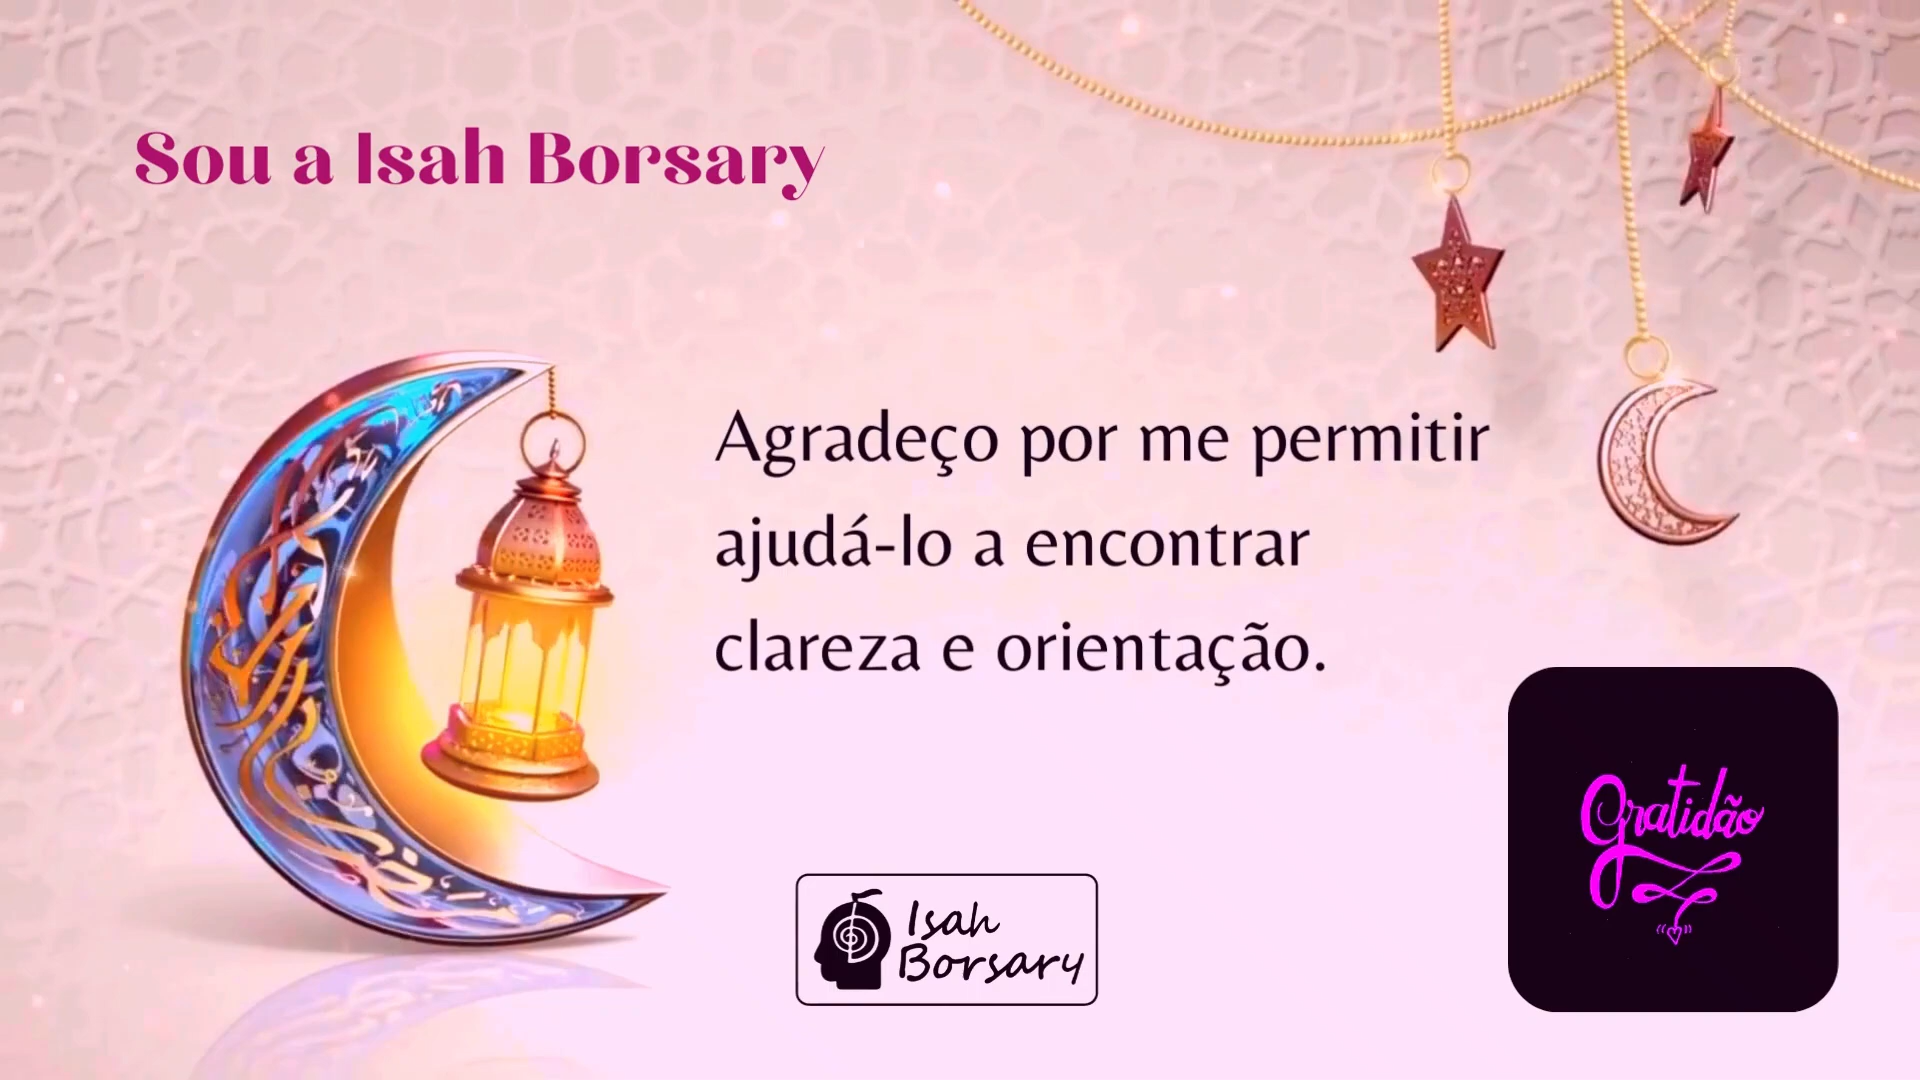 Sou a Isah Borsary
Agradeço por me permitir
ajudá-lo a encontrar
clareza e orientação.
Isah
Borsary
Gratidão